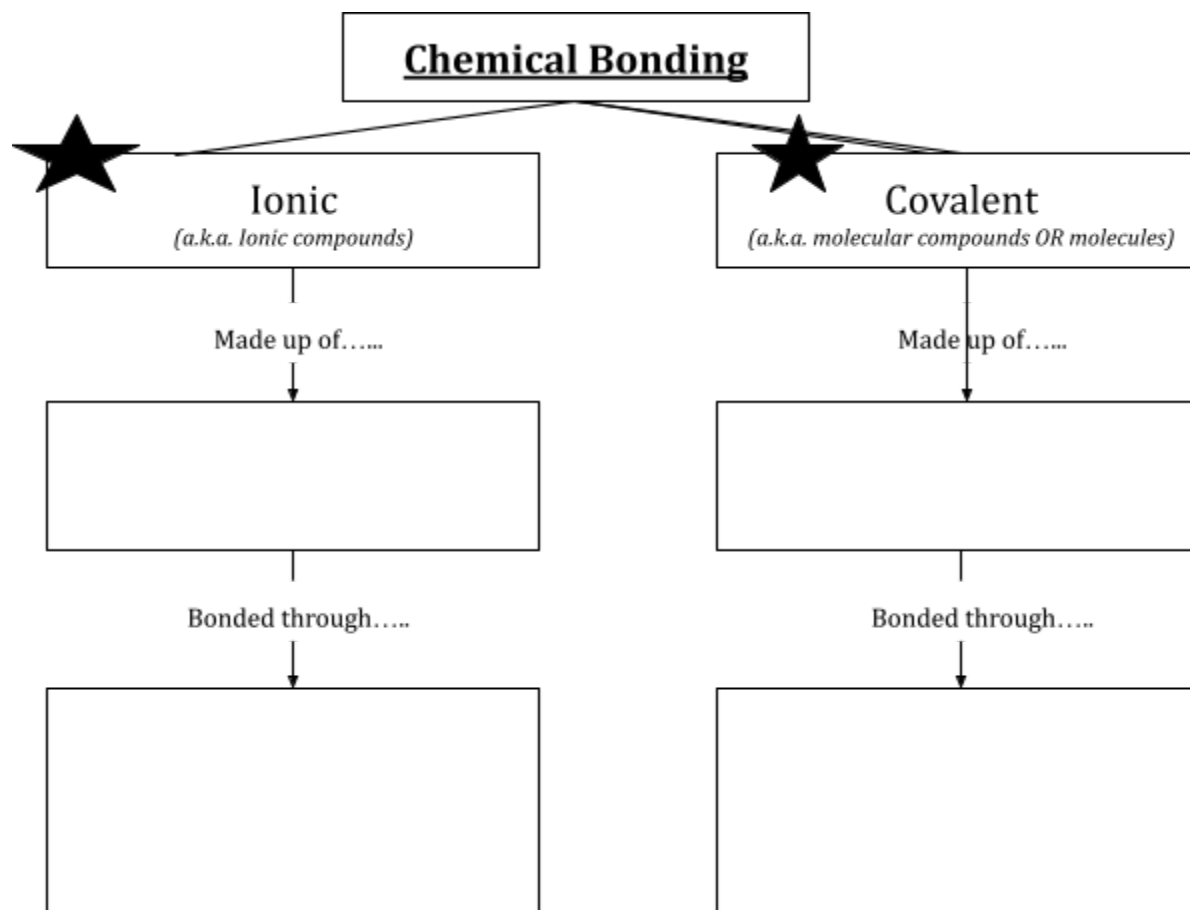 Chemical Bonding
Ionic
(a.k.a. Ionic compounds)
Covalent
(a.k.a. molecular compounds OR molecules)
Made up of…...
Made up of…...
Bonded through…..
Bonded through…..